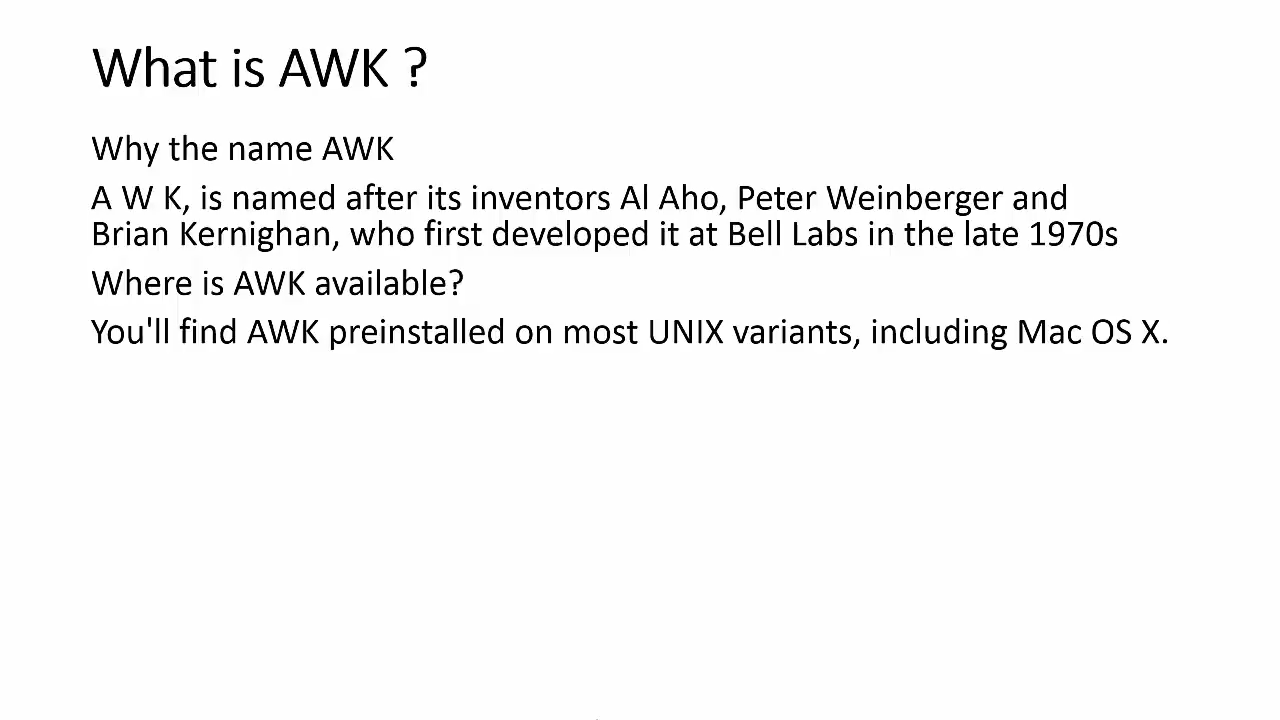 What is AWK ?
Why the name AWK
A W K, is named after its inventors Al Aho, Peter Weinberger and
Brian Kernighan, who first developed it at Bell Labs in the late 1970s
Where is AWK available?
You'll find AWK preinstalled on most UNIX variants, including Mac OS X.